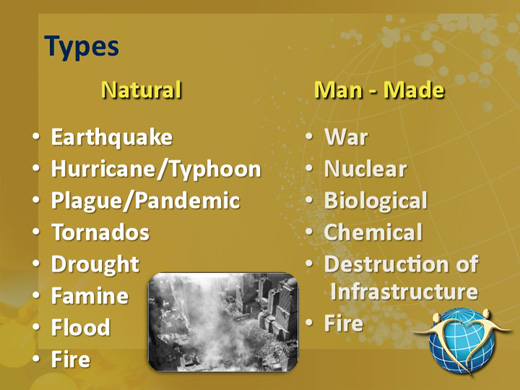 Types
Natural
• Earthquake
• Hurricane/Typhoon
• Plague/Pandemic
• Tornados
• Drought
• Famine
• Flood
• Fire
Man - Made
• War
• Nuclear
• Biological
• Chemical
• Destruction of
Infrastructure
• Fire